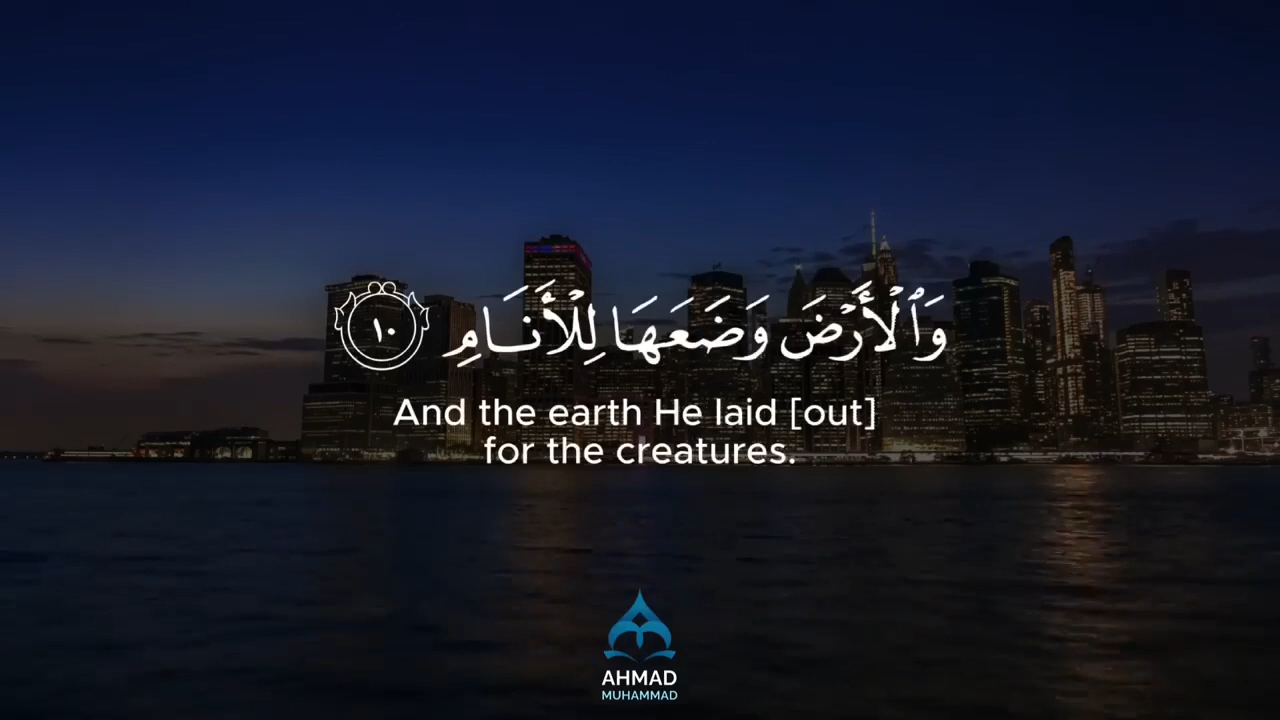 وَٱلْأَرْضَ وَضَعَهَا لِلْأَنَامِ ١٠
And the earth He laid [out]
for the creatures.
AHMAD
MUHAMMAD